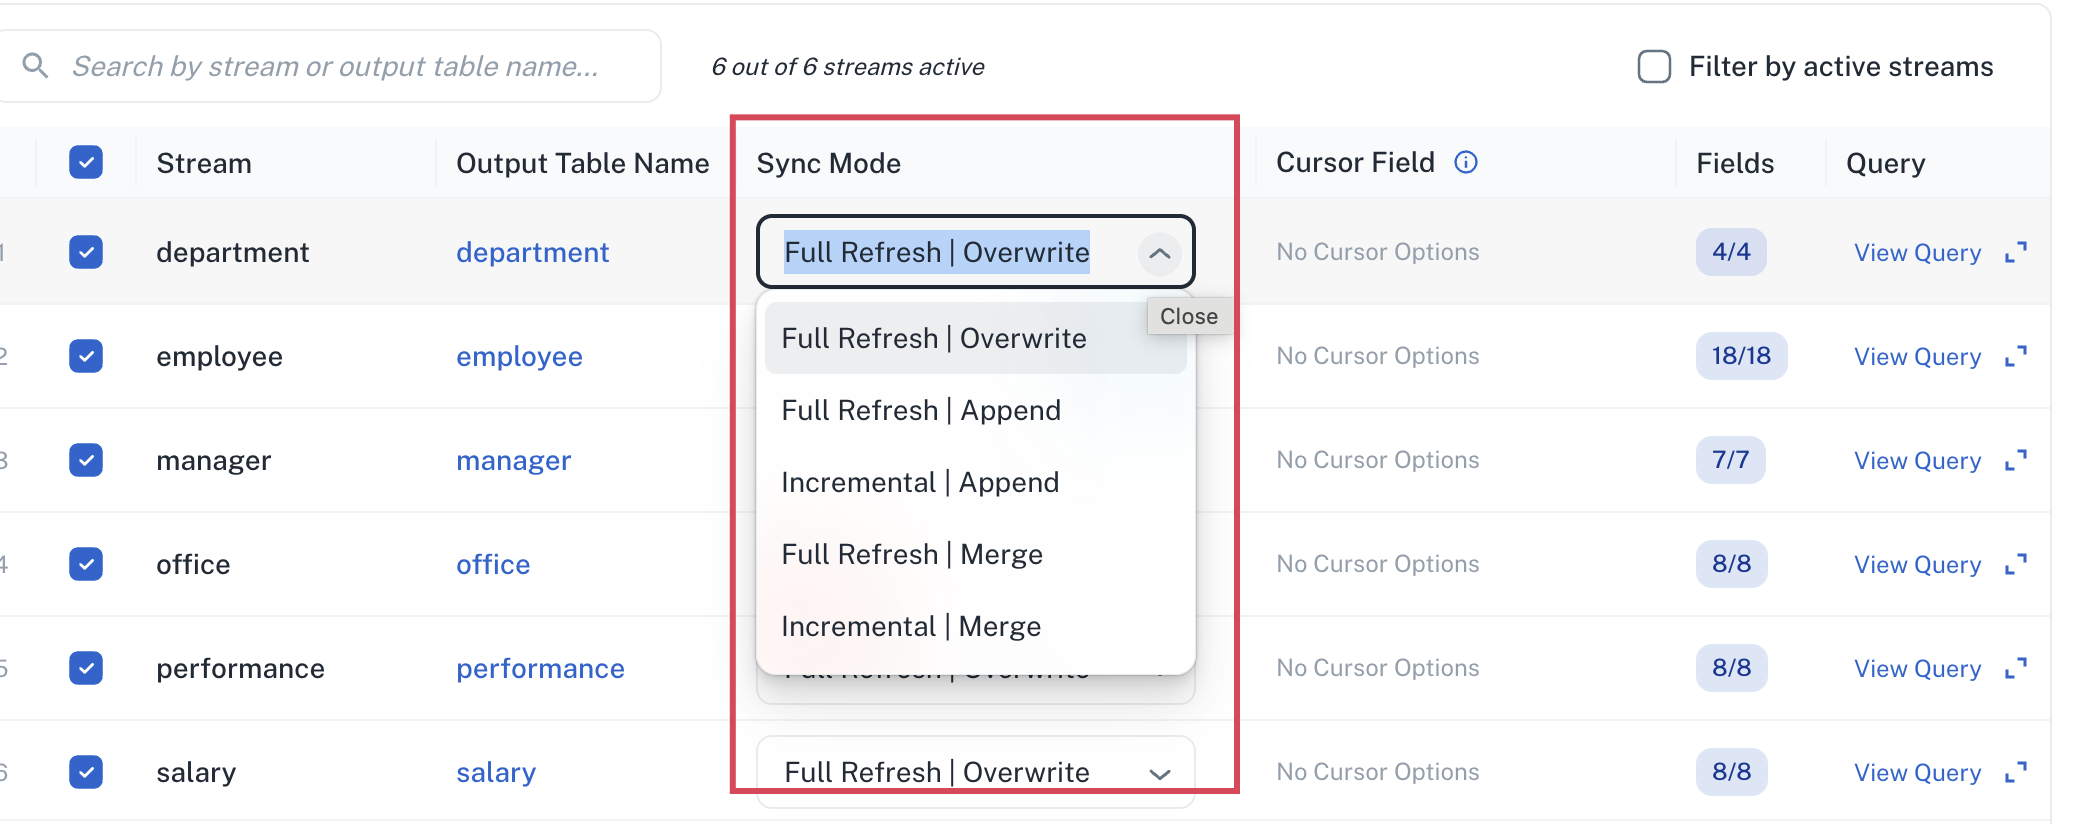 Search by stream or output table name...
6 out of 6 streams active
Filter by active streams
Stream Output Table Name Sync Mode Cursor Field Fields Query
1 department department Full Refresh | Overwrite No Cursor Options 4/4 View Query
Close
Full Refresh | Overwrite
2 employee employee No Cursor Options 18/18 View Query
Full Refresh | Append
3 manager manager No Cursor Options 7/7 View Query
Incremental | Append
4 office office No Cursor Options 8/8 View Query
Full Refresh | Merge
Incremental | Merge
5 performance performance Full Refresh | Overwrite No Cursor Options 8/8 View Query
6 salary salary Full Refresh | Overwrite No Cursor Options 8/8 View Query